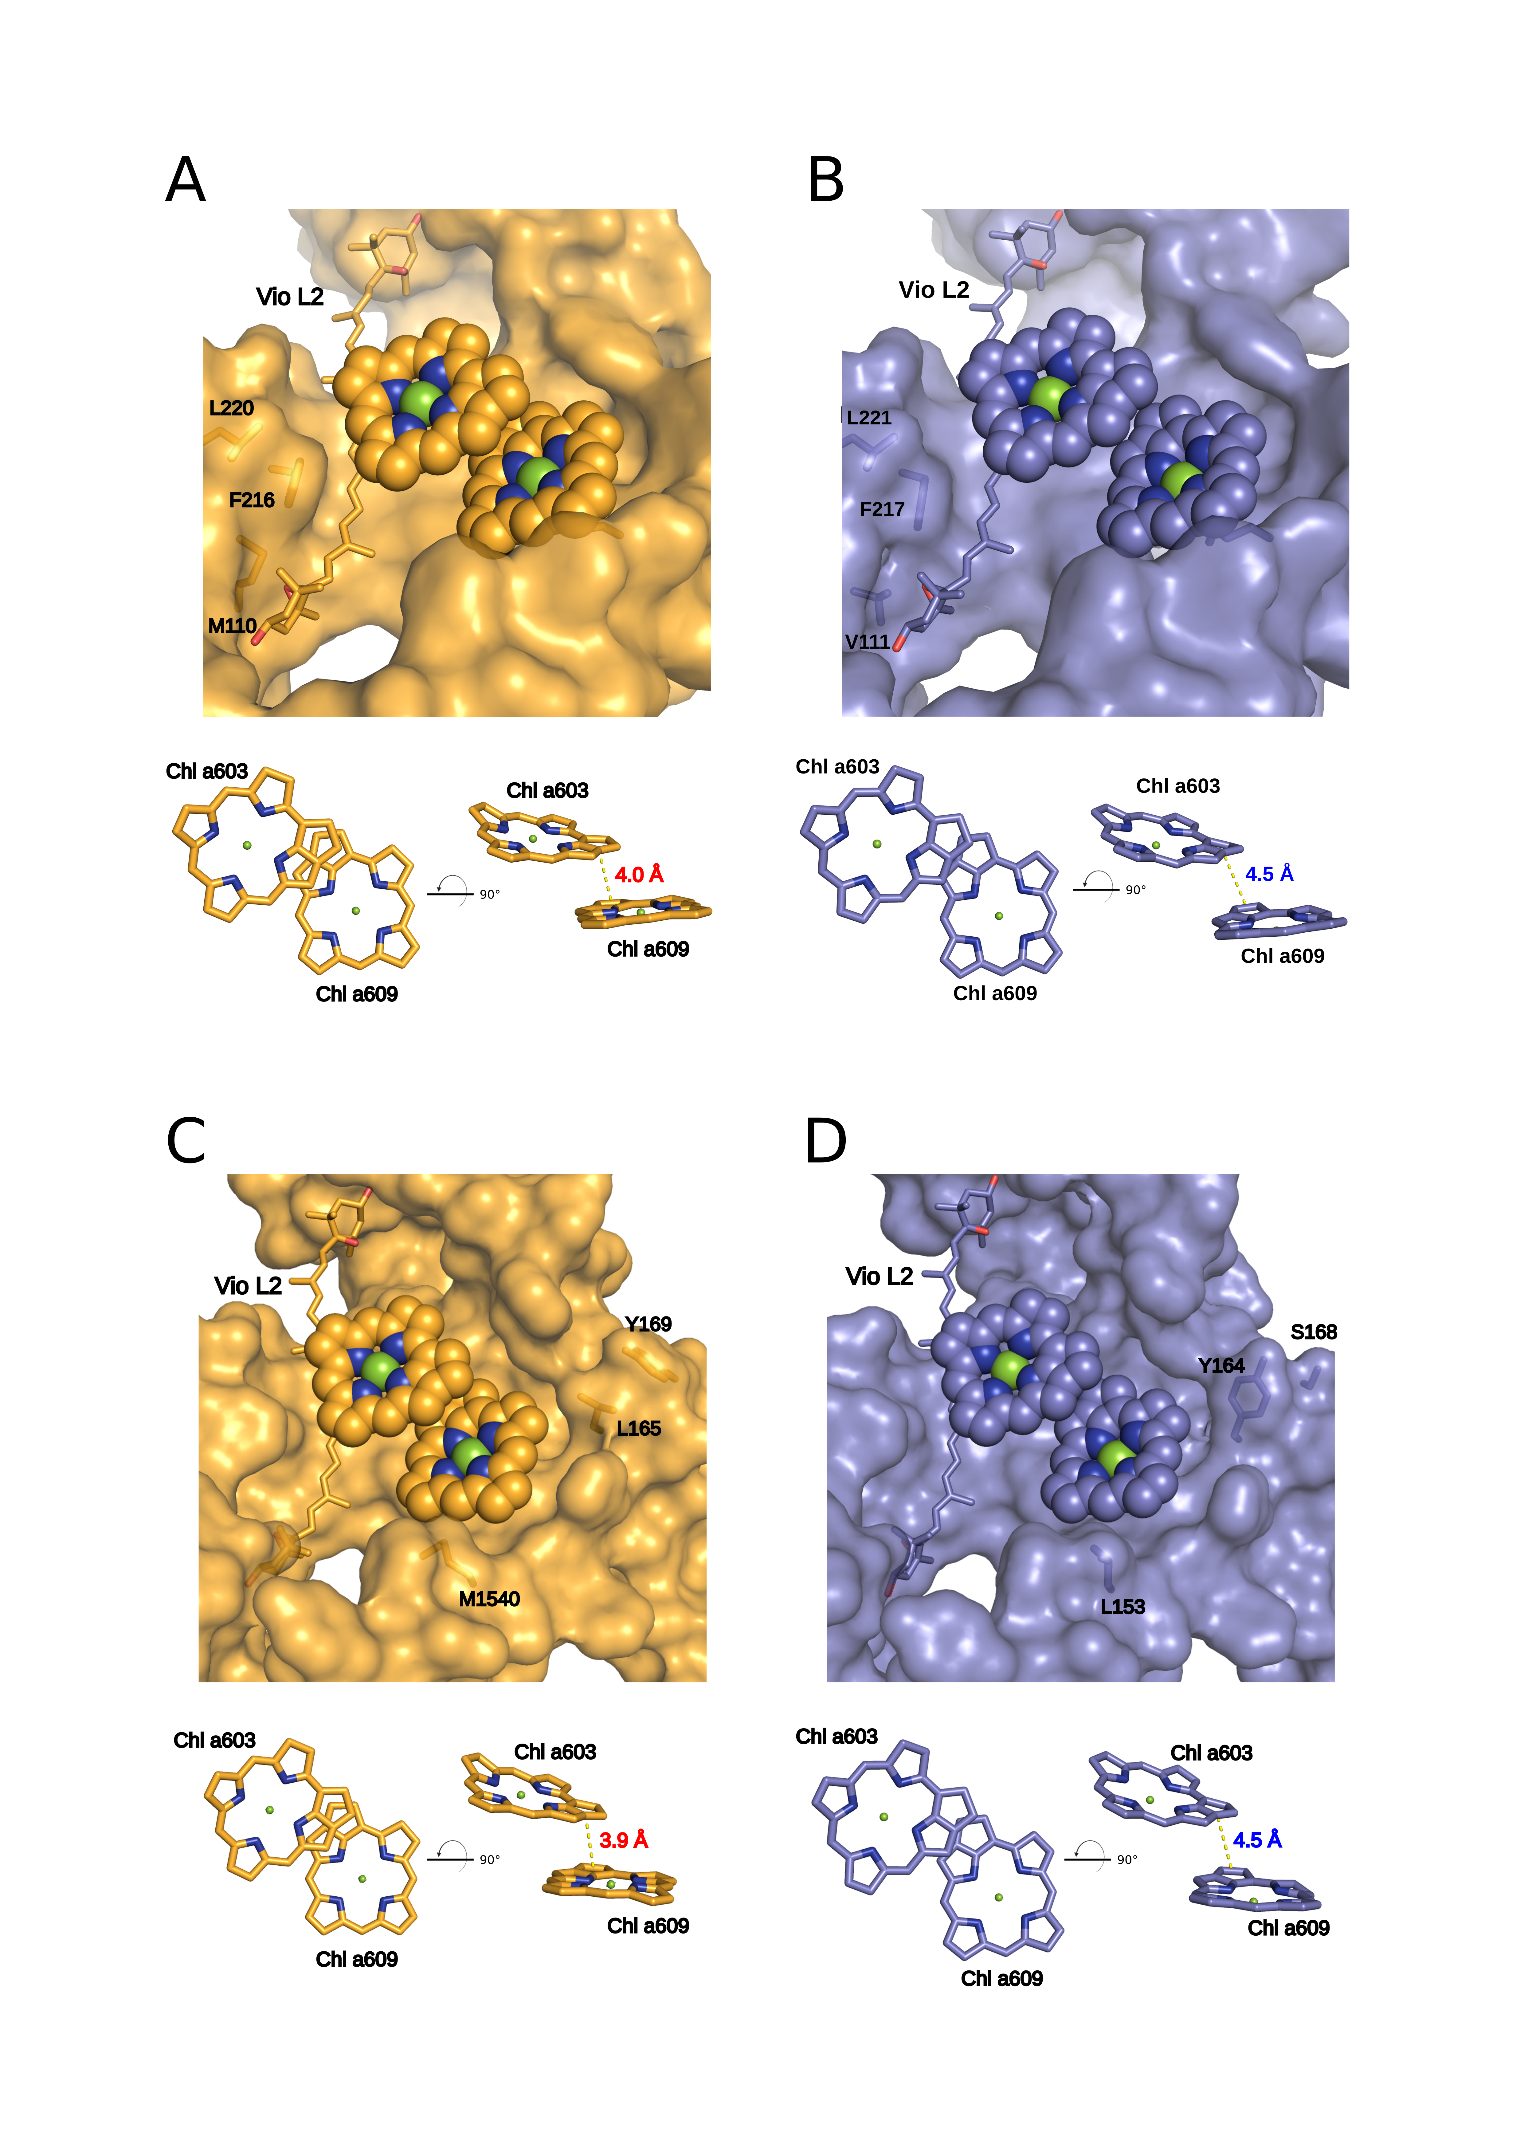 A
Vio L2
L220
F216
M110
Chl a603
Chl a609
90°
Chl a603
4.0 Å
Chl a609
B
Vio L2
L221
F217
V111
Chl a603
Chl a609
90°
Chl a603
4.5 Å
Chl a609
C
Vio L2
Y169
L165
M1540
Chl a603
Chl a609
90°
Chl a603
3.9 Å
Chl a609
D
Vio L2
S168
Y164
L153
Chl a603
Chl a609
90°
Chl a603
4.5 Å
Chl a609